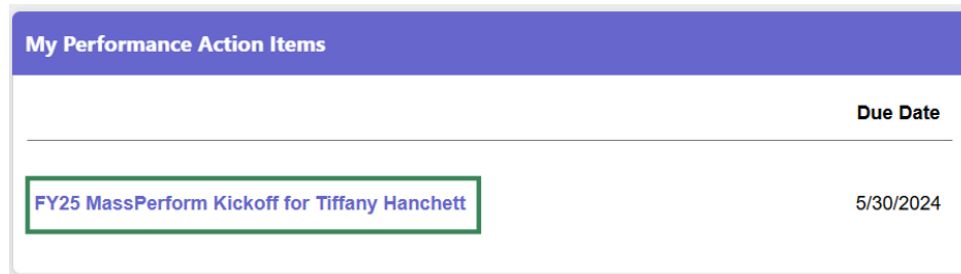 My Performance Action Items
Due Date
FY25 MassPerform Kickoff for Tiffany Hanchett 5/30/2024